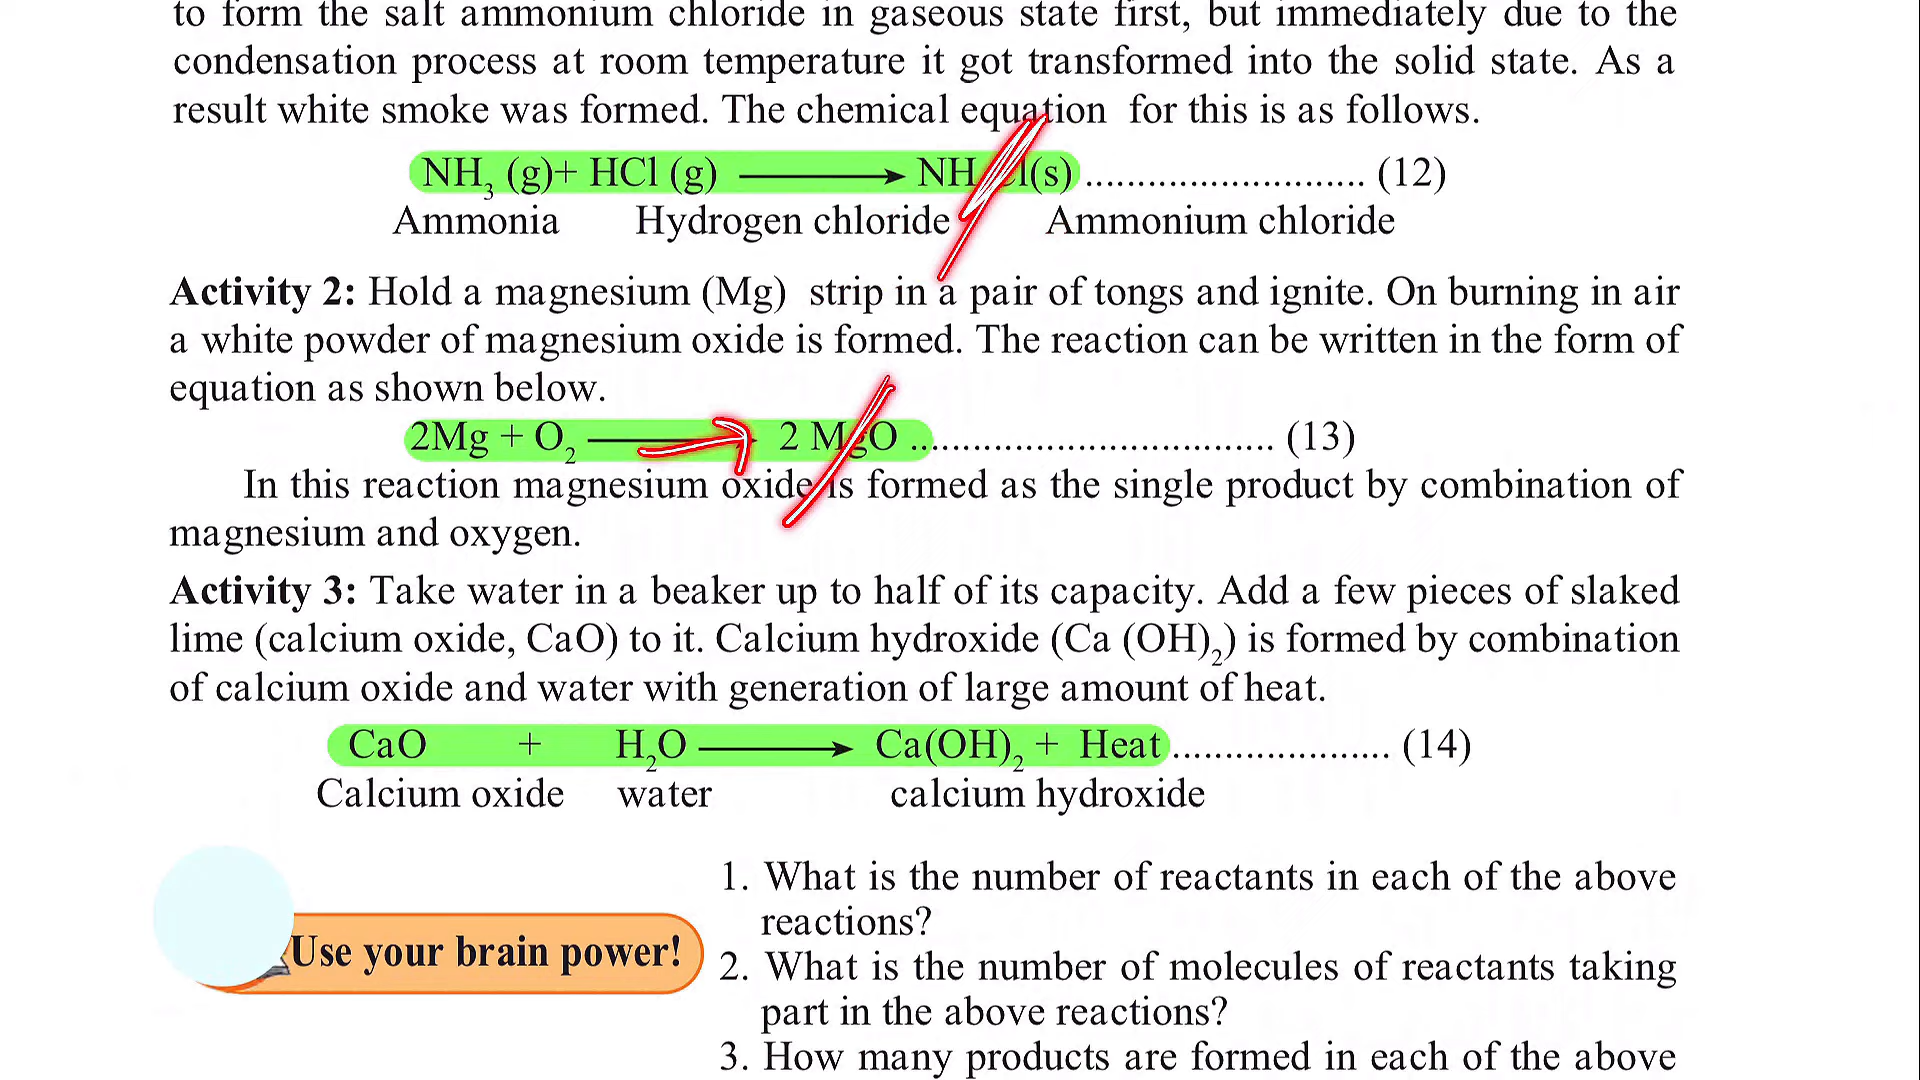 to form the salt ammonium chloride in gaseous state first, but immediately due to the
condensation process at room temperature it got transformed into the solid state. As a
result white smoke was formed. The chemical equation for this is as follows.
NH₃ (g)+ HCl (g) ⟶ NH Cl(s) ........................... (12)
Ammonia Hydrogen chloride Ammonium chloride
Activity 2: Hold a magnesium (Mg) strip in a pair of tongs and ignite. On burning in air
a white powder of magnesium oxide is formed. The reaction can be written in the form of
equation as shown below.
2Mg + O₂ ⟶ 2 MgO ................................... (13)
In this reaction magnesium oxide is formed as the single product by combination of
magnesium and oxygen.
Activity 3: Take water in a beaker up to half of its capacity. Add a few pieces of slaked
lime (calcium oxide, CaO) to it. Calcium hydroxide (Ca (OH)₂) is formed by combination
of calcium oxide and water with generation of large amount of heat.
CaO + H₂O ⟶ Ca(OH)₂ + Heat ..................... (14)
Calcium oxide water calcium hydroxide
Use your brain power!
1. What is the number of reactants in each of the above
reactions?
2. What is the number of molecules of reactants taking
part in the above reactions?
3. How many products are formed in each of the above